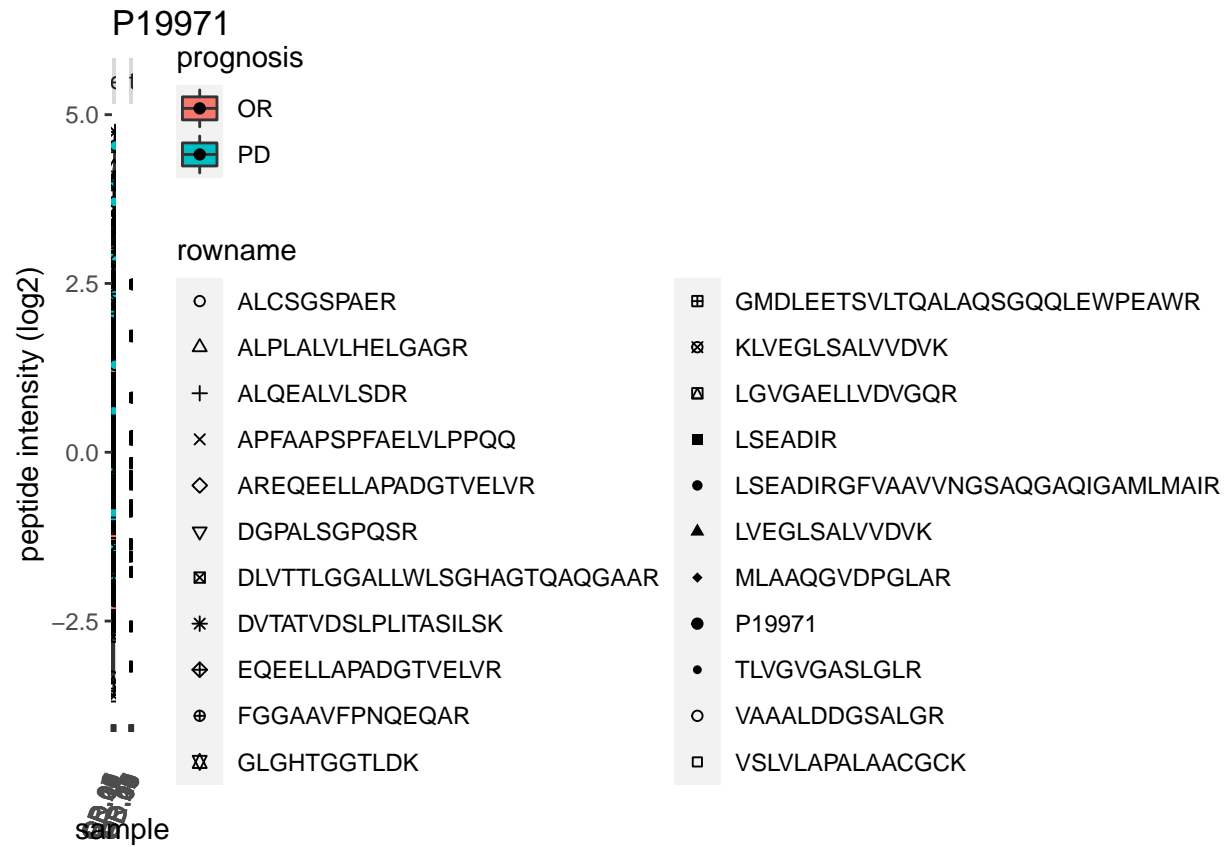 P19971
prognosis
OR
PD
5.0
2.5
0.0
−2.5
peptide intensity (log2)
sample
rowname
ALCSGSPAER
ALPLALVLHELGAGR
ALQEALVLSDR
APFAAPSPFAELVLPPQQ
AREQEELLAPADGTVELVR
DGPALSGPQSR
DLVTTLGGALLWLSGHAGTQAQGAAR
DVTATVDSLPLITASILSK
EQEELLAPADGTVELVR
FGGAAVFPNQEQAR
GLGHTGGTLDK
GMDLEETSVLTQALAQSGQQLEWPEAWR
KLVEGLSALVVDVK
LGVGAELLVDVGQR
LSEADIR
LSEADIRGFVAAVVNGSAQGAQIGAMLMAIR
LVEGLSALVVDVK
MLAAQGVDPGLAR
P19971
TLVGVGASLGLR
VAAALDDGSALGR
VSLVLAPALAACGCK